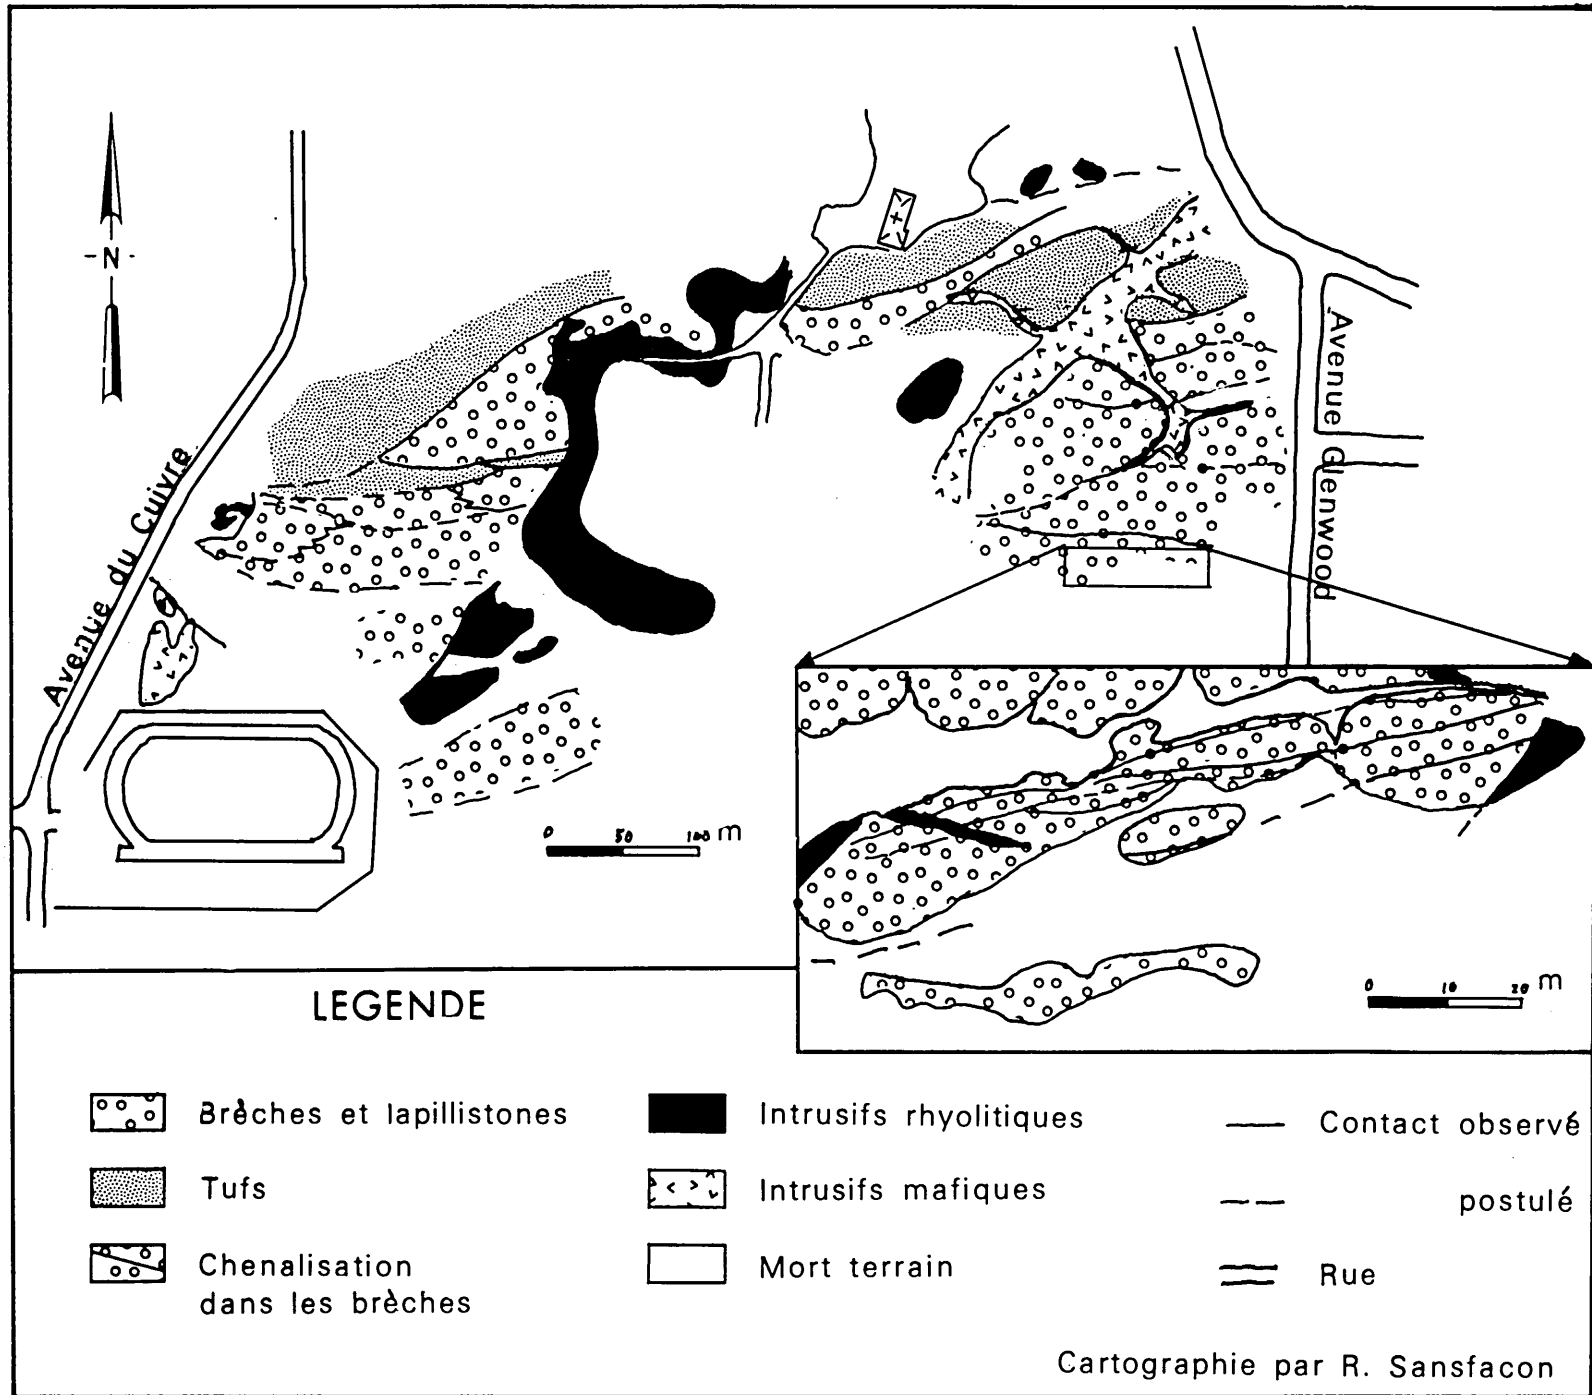 N
Avenue du Cuivre
Avenue Glenwood
0 50 100 m
0 10 20 m
LEGENDE
Brèches et lapillistones
Tufs
Chenalisation
dans les brèches
Intrusifs rhyolitiques
Intrusifs mafiques
Mort terrain
Contact observé
postulé
Rue
Cartographie par R. Sansfacon